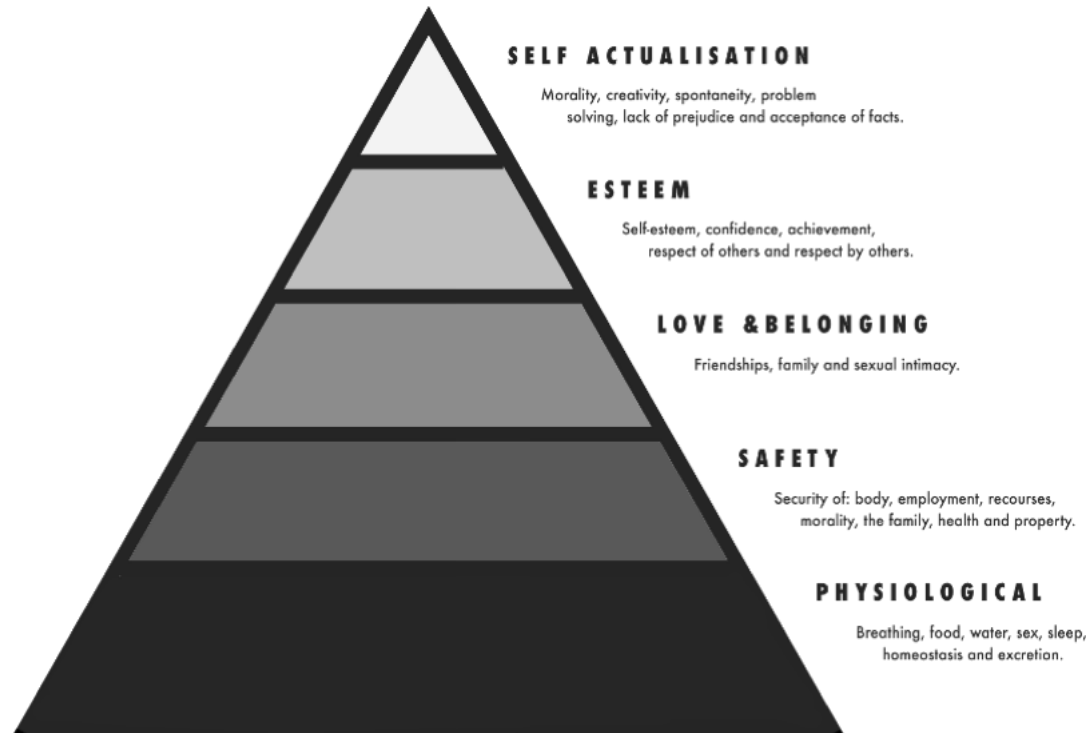 SELF ACTUALISATION
Morality, creativity, spontaneity, problem
solving, lack of prejudice and acceptance of facts.
ESTEEM
Self-esteem, confidence, achievement,
respect of others and respect by others.
LOVE &BELONGING
Friendships, family and sexual intimacy.
SAFETY
Security of: body, employment, recourses,
morality, the family, health and property.
PHYSIOLOGICAL
Breathing, food, water, sex, sleep,
homeostasis and excretion.